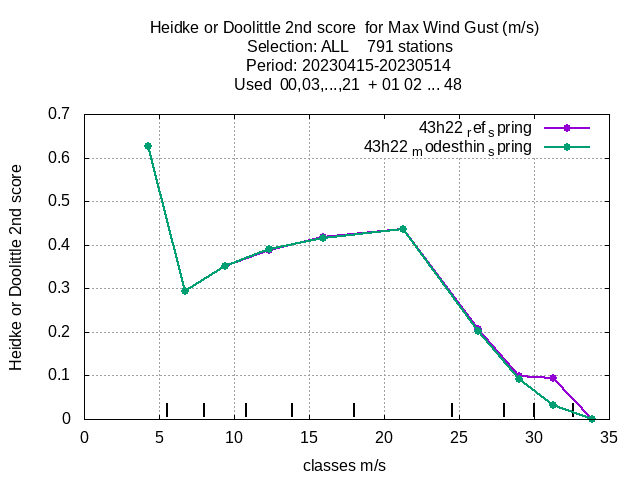 Heidke or Doolittle 2nd score  for Max Wind Gust (m/s)
Selection: ALL    791 stations
Period: 20230415-20230514
Used  00,03,...,21  + 01 02 ... 48
43h22 ref spring
43h22 modesthin spring
0.7
0.6
0.5
0.4
0.3
0.2
0.1
0
Heidke or Doolittle 2nd score
0 5 10 15 20 25 30 35
classes m/s